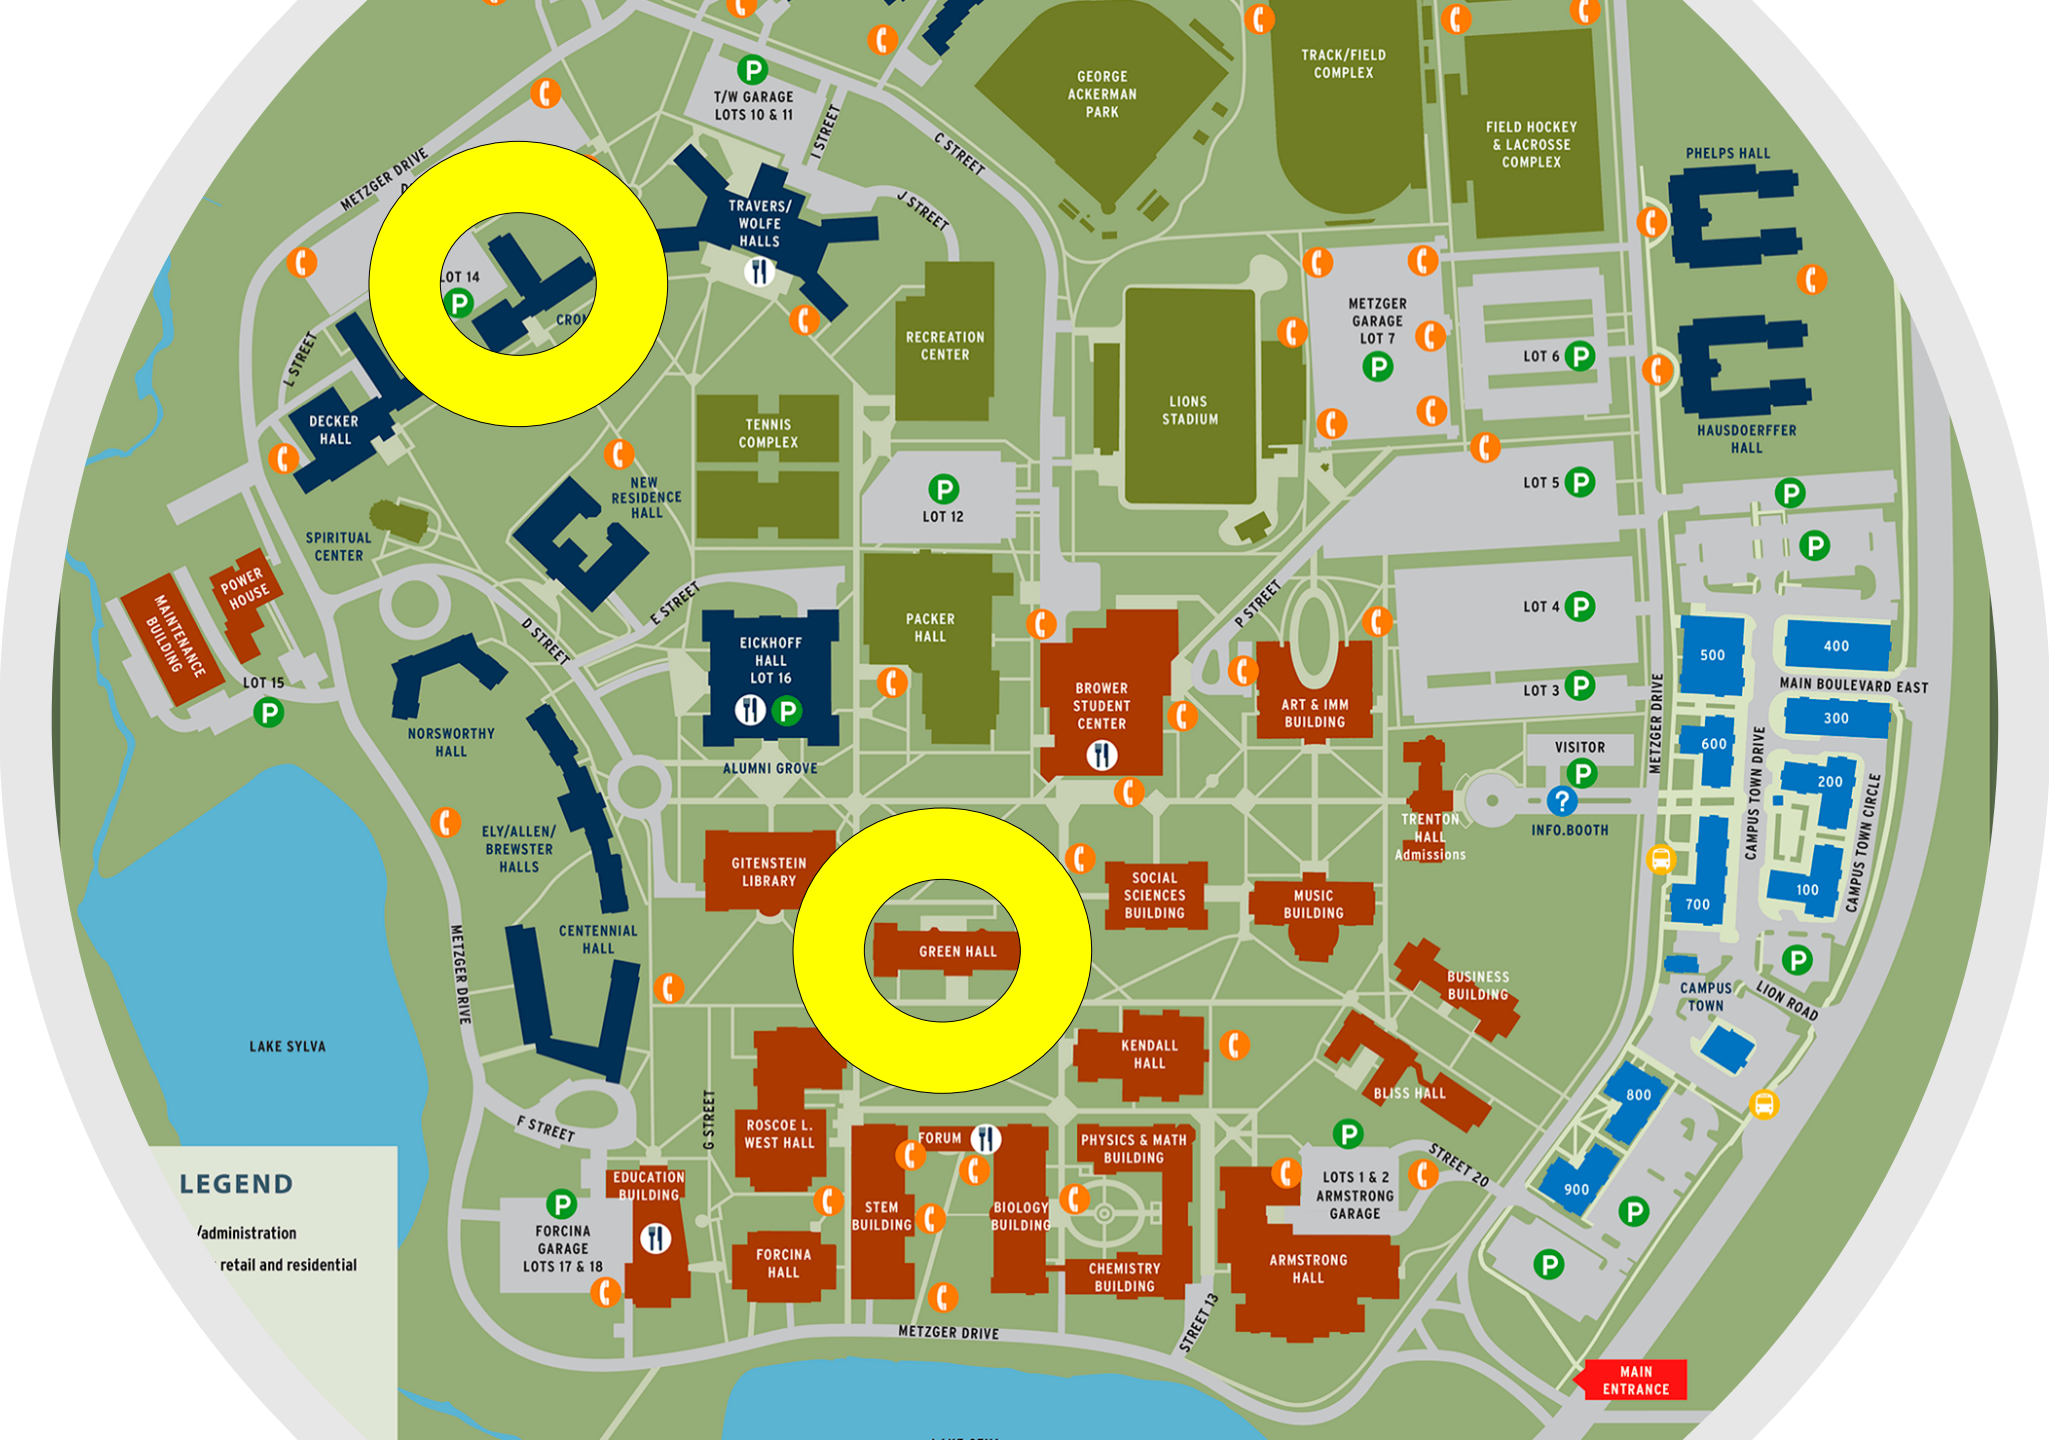 T/W GARAGE
LOTS 10 & 11
I STREET
C STREET
J STREET
GEORGE
ACKERMAN
PARK
TRACK/FIELD
COMPLEX
FIELD HOCKEY
& LACROSSE
COMPLEX
PHELPS HALL
METZGER DRIVE
TRAVERS/
WOLFE
HALLS
LOT 14
L STREET
DECKER
HALL
RECREATION
CENTER
LIONS
STADIUM
METZGER
GARAGE
LOT 7
LOT 6
HAUSDOERFFER
HALL
TENNIS
COMPLEX
NEW
RESIDENCE
HALL
LOT 12
LOT 5
SPIRITUAL
CENTER
POWER
HOUSE
MAINTENANCE
BUILDING
LOT 15
D STREET
E STREET
EICKHOFF
HALL
LOT 16
ALUMNI GROVE
PACKER
HALL
P STREET
BROWER
STUDENT
CENTER
ART & IMM
BUILDING
LOT 4
LOT 3
METZGER DRIVE
500
400
MAIN BOULEVARD EAST
300
600
200
100
700
CAMPUS TOWN DRIVE
CAMPUS TOWN CIRCLE
VISITOR
INFO.BOOTH
TRENTON
HALL
Admissions
NORSWORTHY
HALL
ELY/ALLEN/
BREWSTER
HALLS
GITENSTEIN
LIBRARY
GREEN HALL
SOCIAL
SCIENCES
BUILDING
MUSIC
BUILDING
CENTENNIAL
HALL
METZGER DRIVE
BUSINESS
BUILDING
CAMPUS
TOWN
LION ROAD
LAKE SYLVA
KENDALL
HALL
BLISS HALL
800
900
F STREET
G STREET
ROSCOE L.
WEST HALL
FORUM
PHYSICS & MATH
BUILDING
STREET 20
LOTS 1 & 2
ARMSTRONG
GARAGE
EDUCATION
BUILDING
FORCINA
GARAGE
LOTS 17 & 18
STEM
BUILDING
BIOLOGY
BUILDING
FORCINA
HALL
CHEMISTRY
BUILDING
ARMSTRONG
HALL
STREET 13
METZGER DRIVE
MAIN
ENTRANCE
LEGEND
/administration
retail and residential